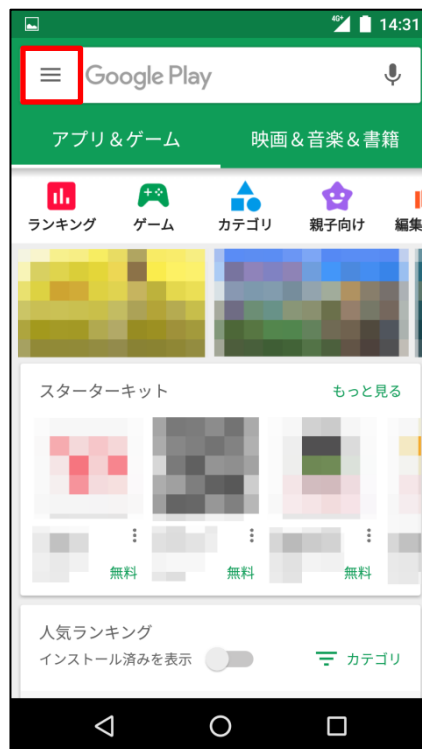 4G+ 14:31
Google Play
アプリ＆ゲーム 映画＆音楽＆書籍
ランキング ゲーム カテゴリ 親子向け 編集
スターターキット もっと見る
無料 無料 無料
人気ランキング
インストール済みを表示 カテゴリ